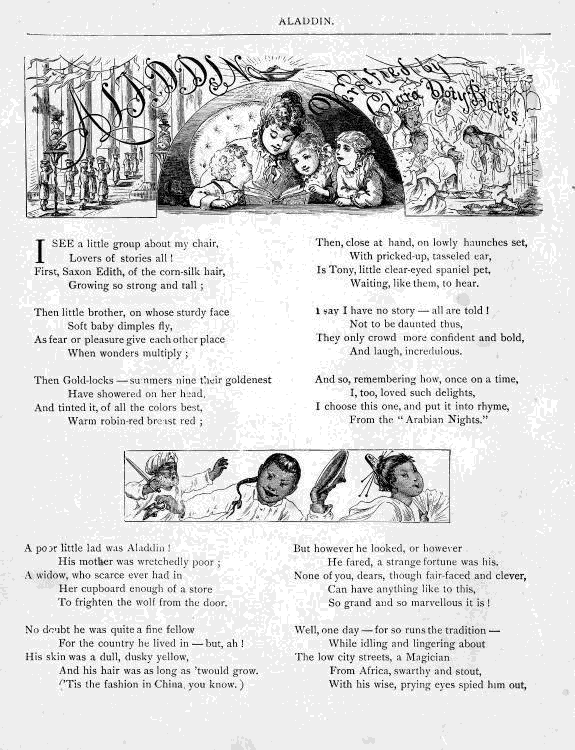 ALADDIN.
ALADDIN
Versified by
Clara Doty Bates.
I SEE a little group about my chair,
Lovers of stories all !
First, Saxon Edith, of the corn-silk hair,
Growing so strong and tall ;
Then little brother, on whose sturdy face
Soft baby dimples fly,
As fear or pleasure give each other place
When wonders multiply ;
Then Gold-locks — summers nine their goldenest
Have showered on her head,
And tinted it, of all the colors best,
Warm robin-red breast red ;
Then, close at hand, on lowly haunches set,
With pricked-up, tasseled ear,
Is Tony, little clear-eyed spaniel pet,
Waiting, like them, to hear.
I say I have no story — all are told !
Not to be daunted thus,
They only crowd more confident and bold,
And laugh, incredulous.
And so, remembering how, once on a time,
I, too, loved such delights,
I choose this one, and put it into rhyme,
From the " Arabian Nights."
A poor little lad was Aladdin !
His mother was wretchedly poor ;
A widow, who scarce ever had in
Her cupboard enough of a store
To frighten the wolf from the door.
No doubt he was quite a fine fellow
For the country he lived in — but, ah !
His skin was a dull, dusky yellow,
And his hair was as long as 'twould grow.
('Tis the fashion in China, you know. )
But however he looked, or however
He fared, a strange fortune was his.
None of you, dears, though fair-faced and clever,
Can have anything like to this,
So grand and so marvellous it is !
Well, one day — for so runs the tradition —
While idling and lingering about
The low city streets, a Magician
From Africa, swarthy and stout,
With his wise, prying eyes spied him out,